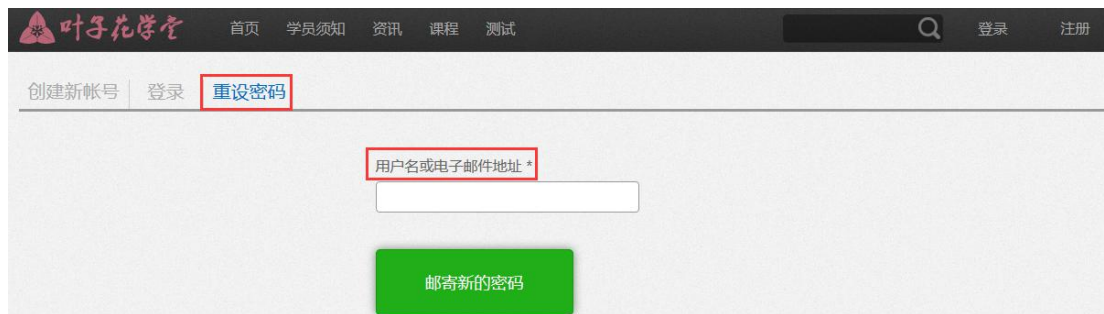 叶子花学堂 首页 学员须知 资讯 课程 测试 登录 注册
创建新帐号 登录 重设密码
用户名或电子邮件地址 *
邮寄新的密码